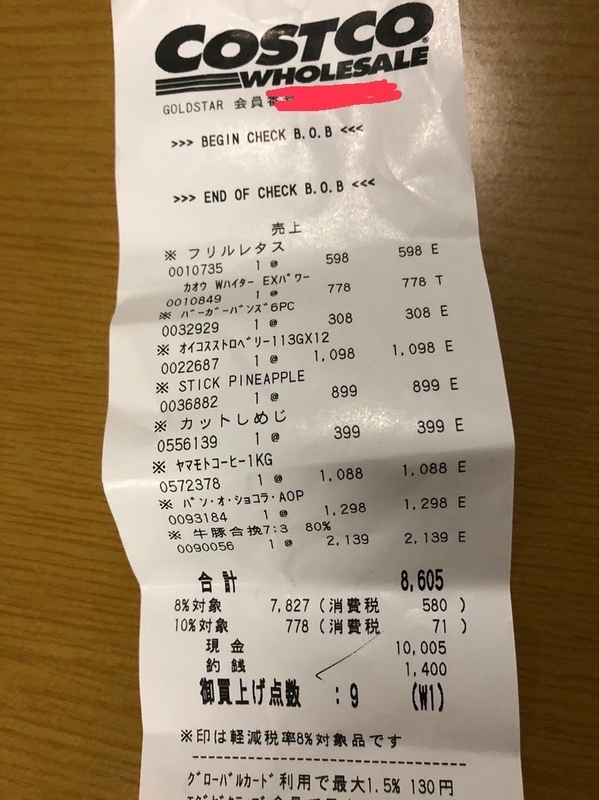 COSTCO
WHOLESALE
GOLDSTAR 会員番
>>> BEGIN CHECK B.O.B <<<
>>> END OF CHECK B.O.B <<<
売上
※ フリルレタス
0010735 1 @ 598 598 E
カオウ Wハイター EXパワー
0010849 1 @ 778 778 T
※ バーガーバンズ6PC
0032929 1 @ 308 308 E
※ オイコスストロベリー113GX12
0022687 1 @ 1,098 1,098 E
※ STICK PINEAPPLE
0036882 1 @ 899 899 E
※ カットしめじ
0556139 1 @ 399 399 E
※ ヤマモトコーヒー1KG
0572378 1 @ 1,088 1,088 E
※ パン・オ・ショコラ・AOP
0093184 1 @ 1,298 1,298 E
※ 牛豚合挽7:3 80%
0090056 1 @ 2,139 2,139 E
合計 8,605
8%対象 7,827 (消費税 580 )
10%対象 778 (消費税 71 )
現金 10,005
釣銭 1,400
御買上げ点数 : 9 (W1)
※印は軽減税率8%対象品です
--------------------------------
グローバルカード利用で最大1.5% 130円